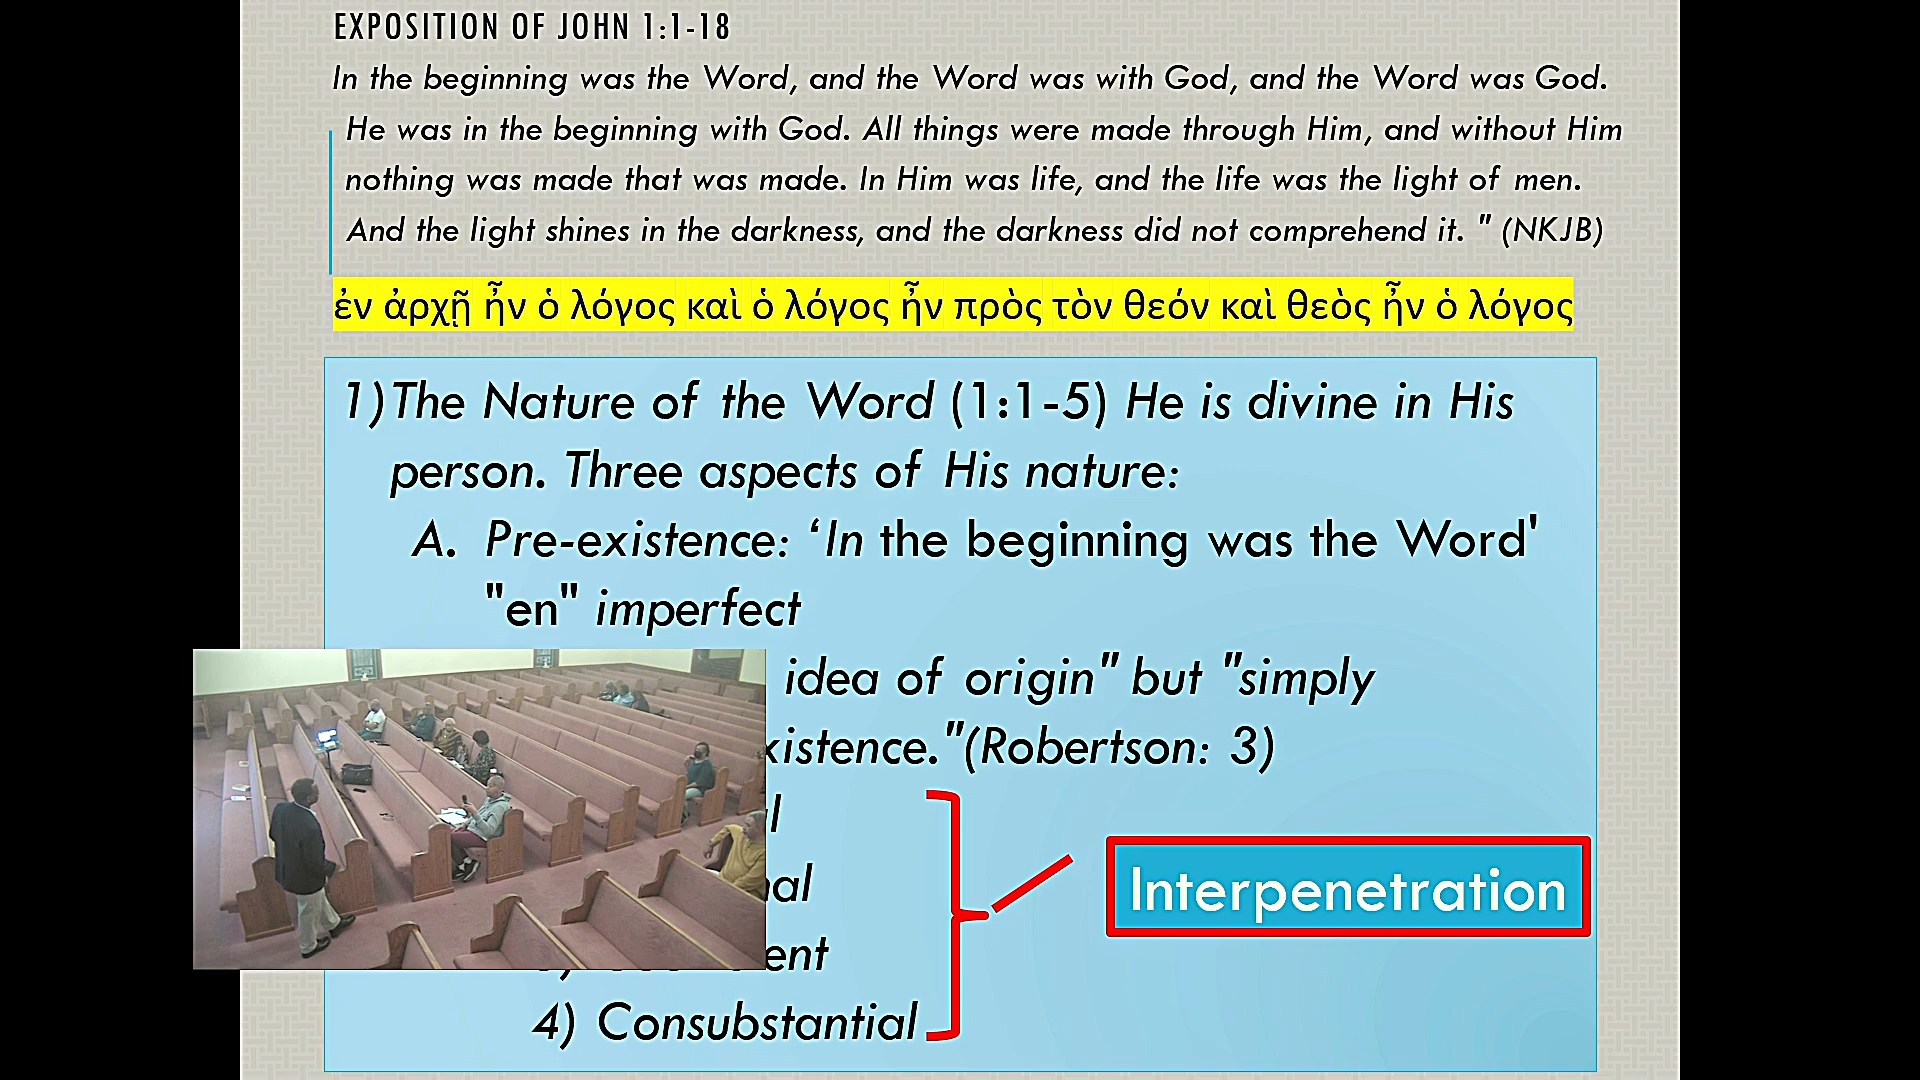 EXPOSITION OF JOHN 1:1-18
In the beginning was the Word, and the Word was with God, and the Word was God.
He was in the beginning with God. All things were made through Him, and without Him
nothing was made that was made. In Him was life, and the life was the light of men.
And the light shines in the darkness, and the darkness did not comprehend it. " (NKJB)
ἐν ἀρχῇ ἦν ὁ λόγος καὶ ὁ λόγος ἦν πρὸς τὸν θεόν καὶ θεὸς ἦν ὁ λόγος
1) The Nature of the Word (1:1-5) He is divine in His
person. Three aspects of His nature:
A. Pre-existence: ‘In the beginning was the Word'
"en" imperfect
idea of origin" but "simply
xistence."(Robertson: 3)
4) Consubstantial
Interpenetration